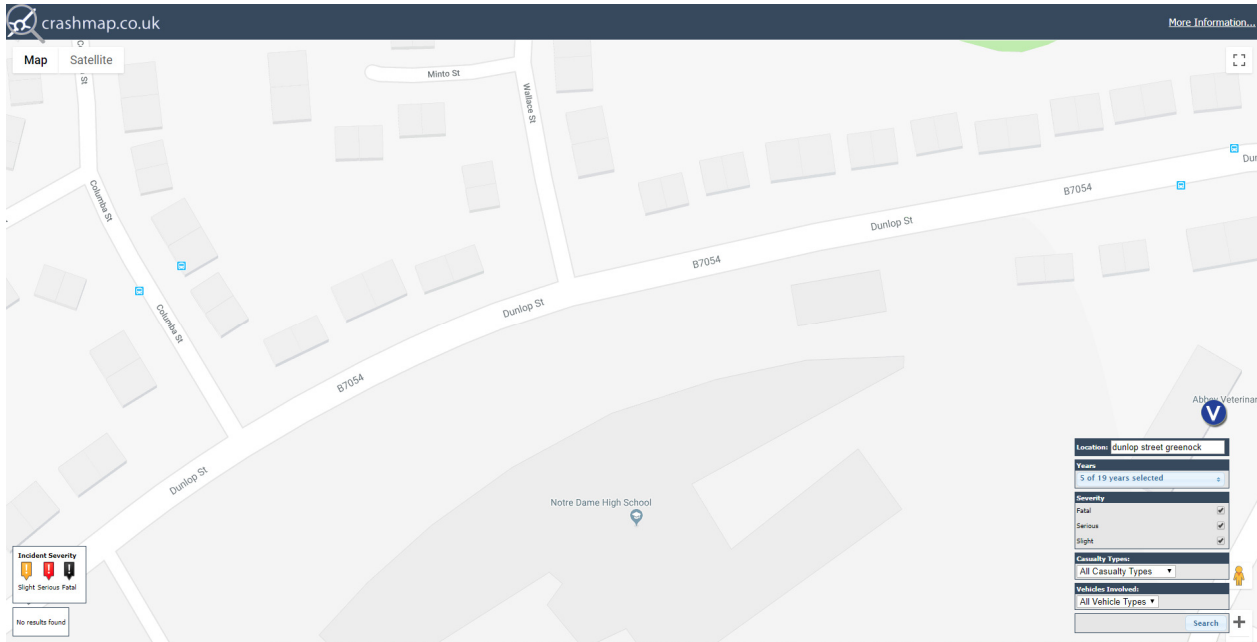 crashmap.co.uk
More Information...
Map Satellite
St
Minto St
Wallace St
B7054
Dunlop St
B7054
Columba St
Columba St
Dunlop St
B7054
Dunlop St
Notre Dame High School
Abbey Veterinar
V
Location: dunlop street greenock
Years
5 of 19 years selected
Severity
Fatal
Serious
Slight
Casualty Types:
All Casualty Types
Vehicles Involved:
All Vehicle Types
Search
Incident Severity
Slight Serious Fatal
No results found